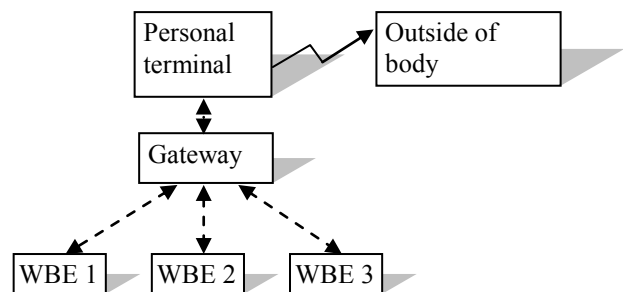 Personal
terminal
Outside of
body
Gateway
WBE 1
WBE 2
WBE 3